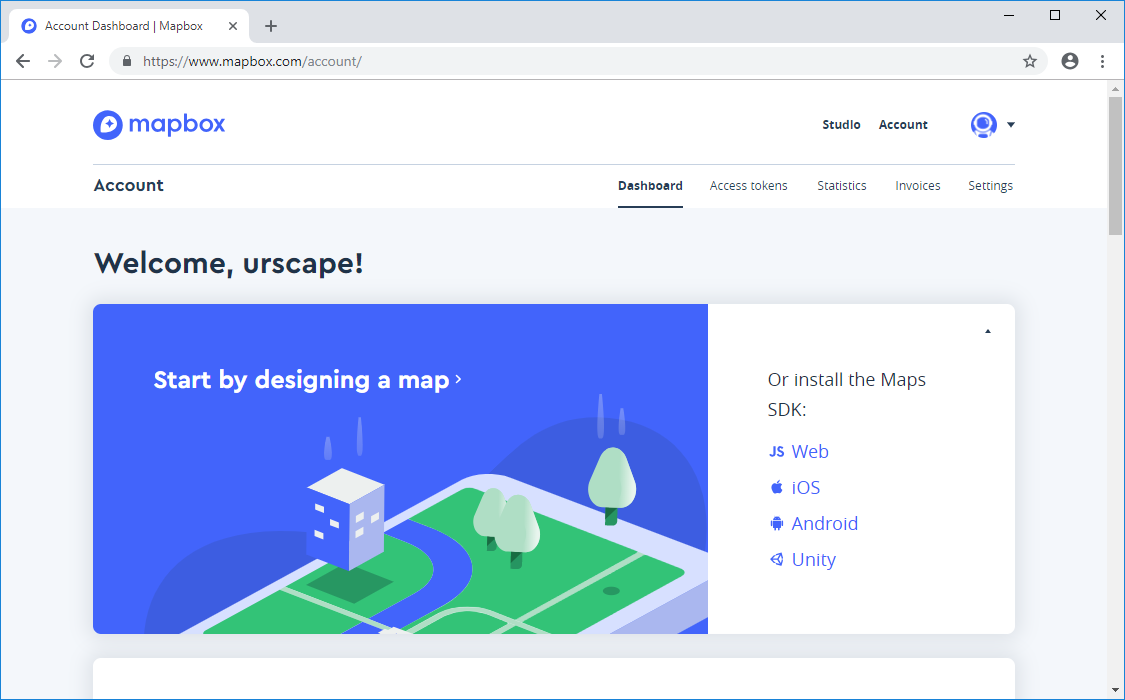 Account Dashboard | Mapbox
https://www.mapbox.com/account/
mapbox
Studio Account
Account
Dashboard Access tokens Statistics Invoices Settings
Welcome, urscape!
Start by designing a map ›
Or install the Maps
SDK:
JS Web
iOS
Android
Unity